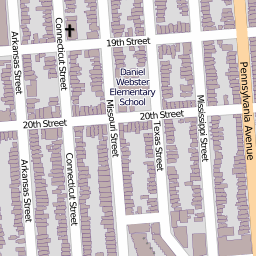 Arkansas Street
Connecticut Street
19th Street
Daniel
Webster
Elementary
School
Pennsylvania Avenue
20th Street
20th Street
Missouri Street
Texas Street
Mississippi Street
Arkansas Street
Connecticut Street